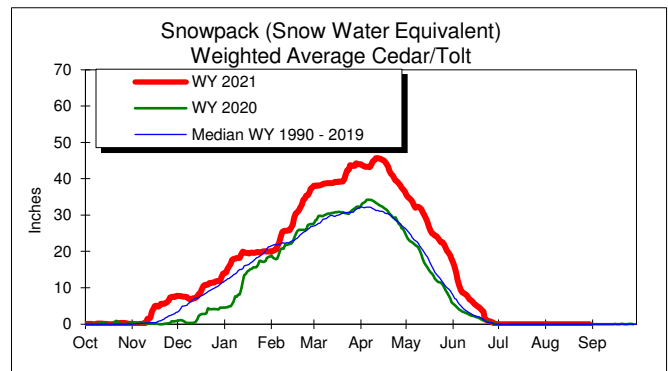 Snowpack (Snow Water Equivalent)
Weighted Average Cedar/Tolt
70
60
50
40
30
20
10
0
Inches
WY 2021
WY 2020
Median WY 1990 - 2019
Oct Nov Dec Jan Feb Mar Apr May Jun Jul Aug Sep